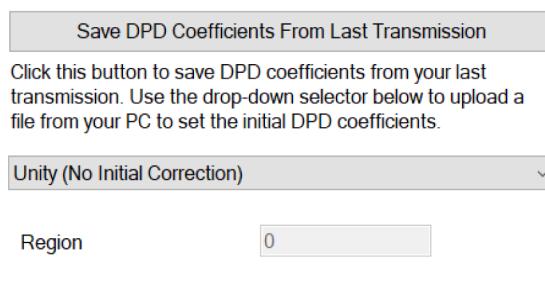 Save DPD Coefficients From Last Transmission
Click this button to save DPD coefficients from your last
transmission. Use the drop-down selector below to upload a
file from your PC to set the initial DPD coefficients.
Unity (No Initial Correction)
Region 0